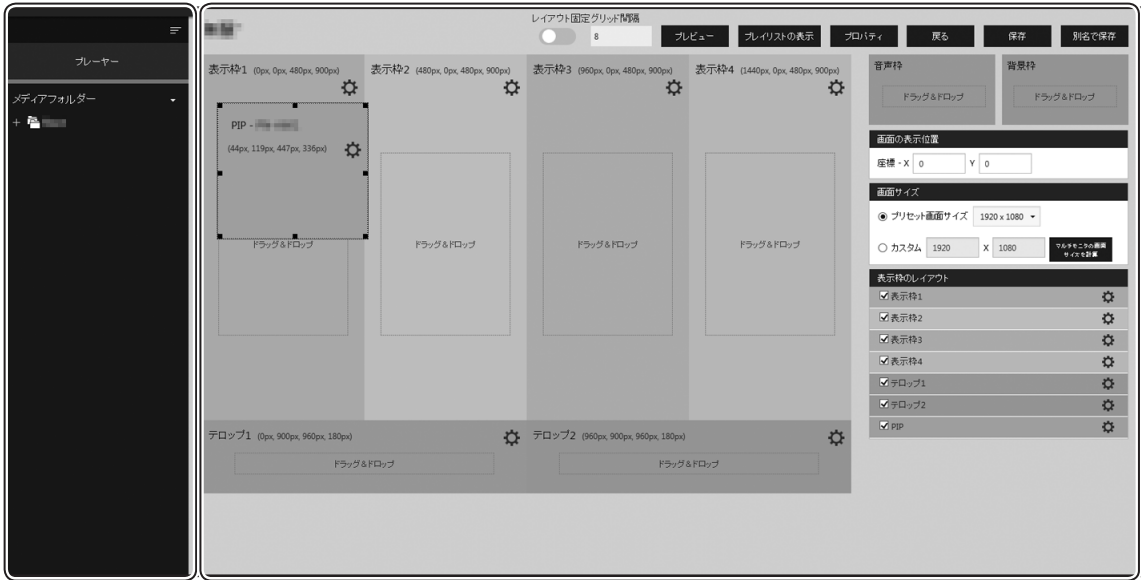 プレーヤー
メディアフォルダー
レイアウト固定グリッド間隔
8
プレビュー
プレイリストの表示
プロパティ
戻る
保存
別名で保存
表示枠1 (0px, 0px, 480px, 900px)
表示枠2 (480px, 0px, 480px, 900px)
表示枠3 (960px, 0px, 480px, 900px)
表示枠4 (1440px, 0px, 480px, 900px)
PIP -
(44px, 119px, 447px, 336px)
ドラッグ&ドロップ
ドラッグ&ドロップ
ドラッグ&ドロップ
ドラッグ&ドロップ
テロップ1 (0px, 900px, 960px, 180px)
ドラッグ&ドロップ
テロップ2 (960px, 900px, 960px, 180px)
ドラッグ&ドロップ
音声枠
ドラッグ&ドロップ
背景枠
ドラッグ&ドロップ
画面の表示位置
座標 - X 0 Y 0
画面サイズ
プリセット画面サイズ 1920 x 1080
カスタム 1920 X 1080
マルチモニタの画面
サイズを計算
表示枠のレイアウト
表示枠1
表示枠2
表示枠3
表示枠4
テロップ1
テロップ2
PIP